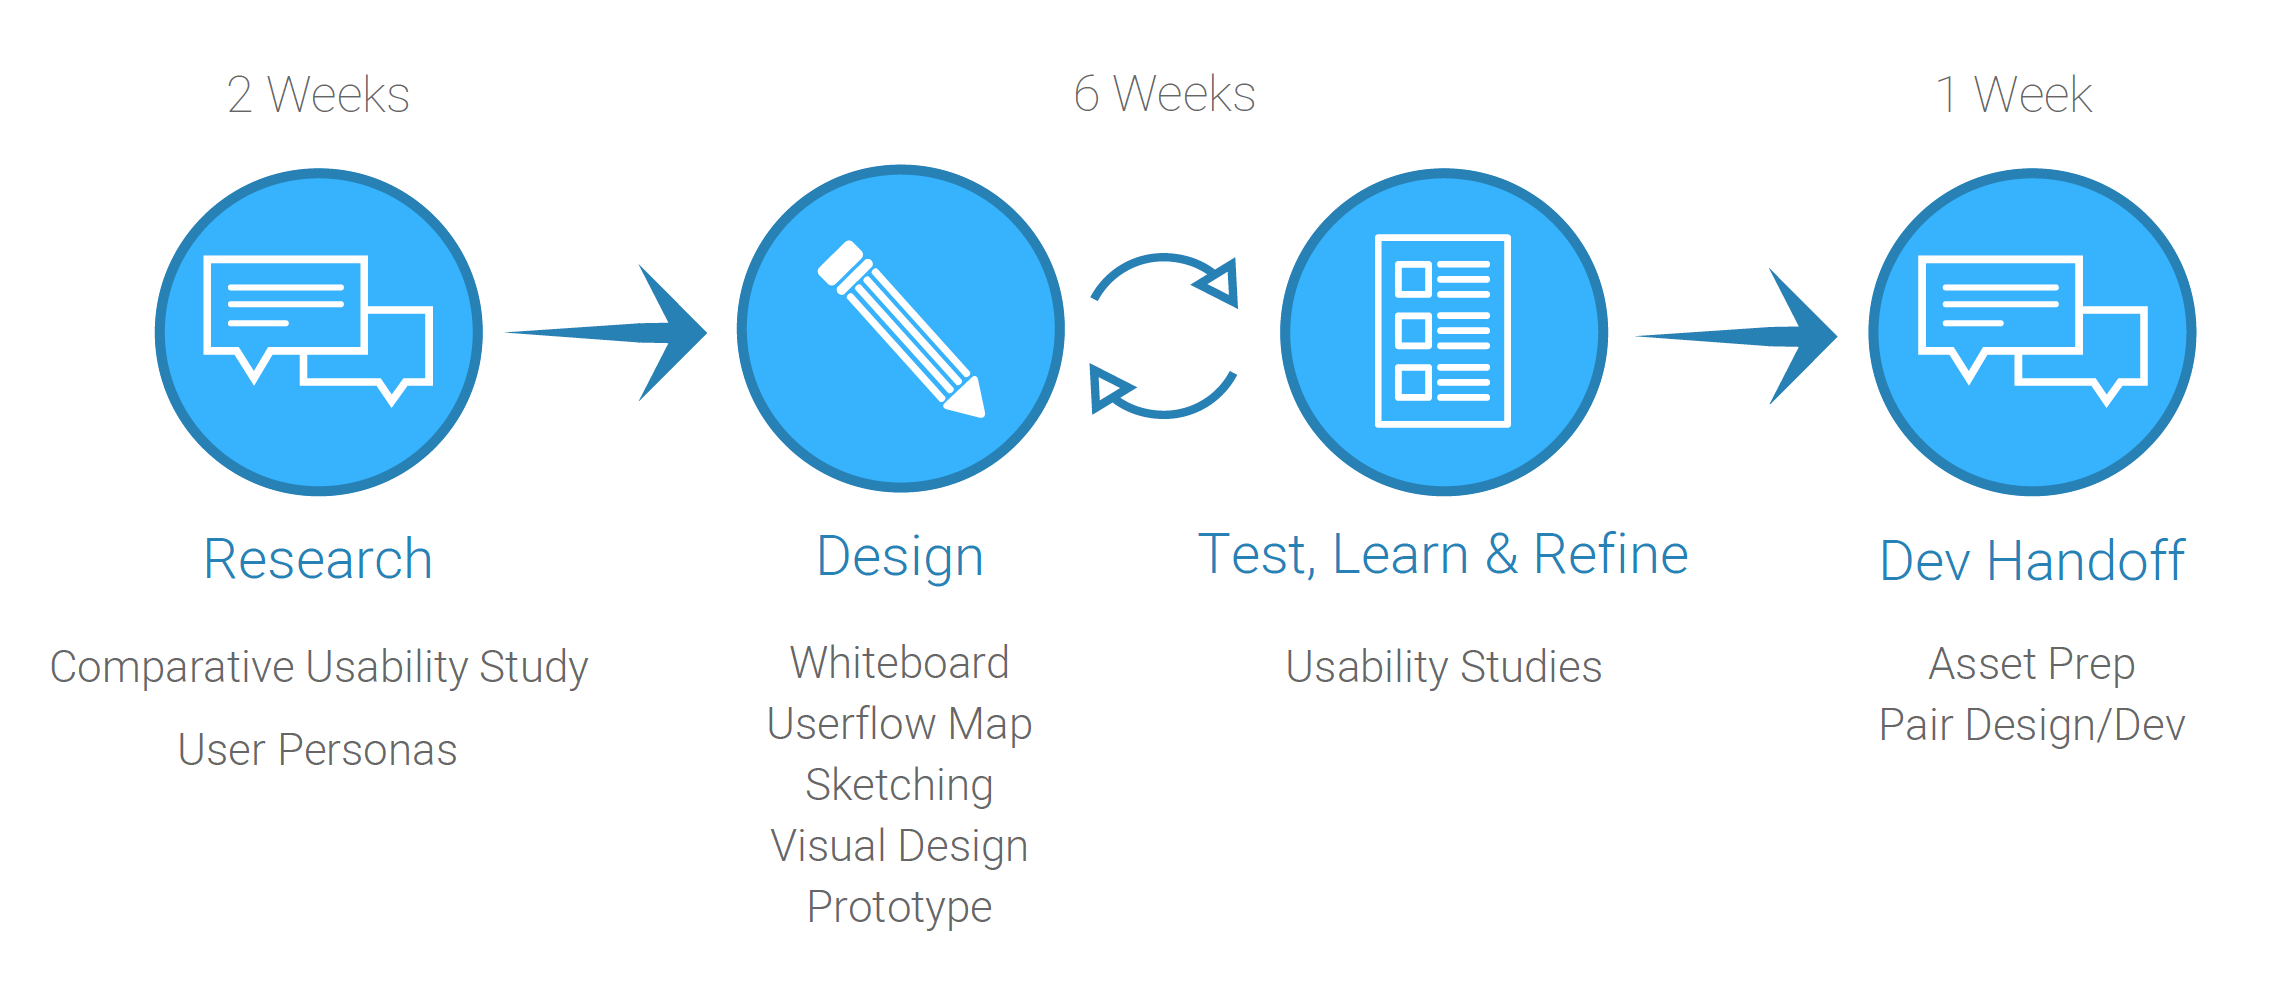 2 Weeks
6 Weeks
1 Week
Research
Design
Test, Learn & Refine
Dev Handoff
Comparative Usability Study
User Personas
Whiteboard
Userflow Map
Sketching
Visual Design
Prototype
Usability Studies
Asset Prep
Pair Design/Dev